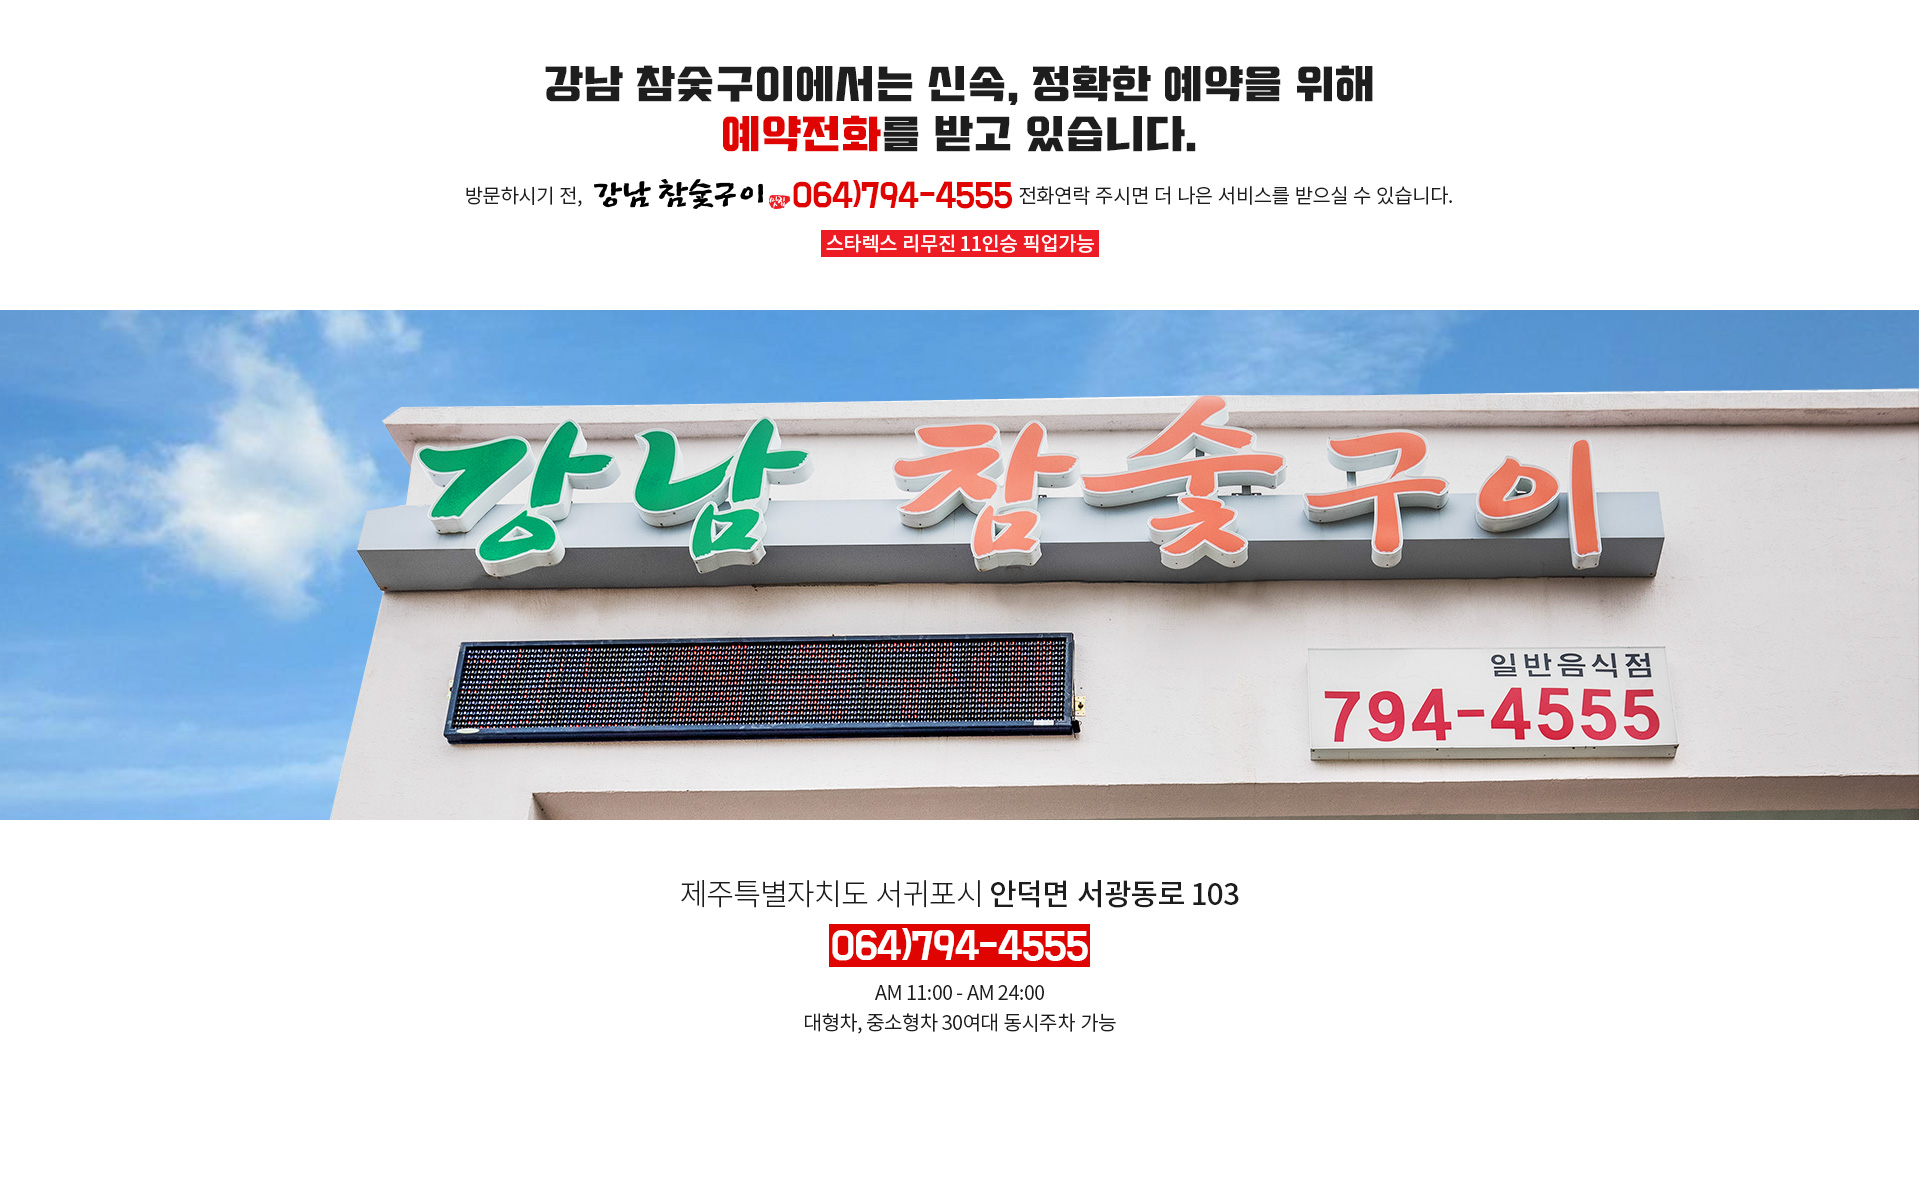 강남 참숯구이에서는 신속, 정확한 예약을 위해
예약전화를 받고 있습니다.
방문하시기 전, 강남 참숯구이 맛집 064)794-4555 전화연락 주시면 더 나은 서비스를 받으실 수 있습니다.
스타렉스 리무진 11인승 픽업가능
강남 참숯구이
일반음식점
794-4555
제주특별자치도 서귀포시 안덕면 서광동로 103
064)794-4555
AM 11:00 - AM 24:00
대형차, 중소형차 30여대 동시주차 가능